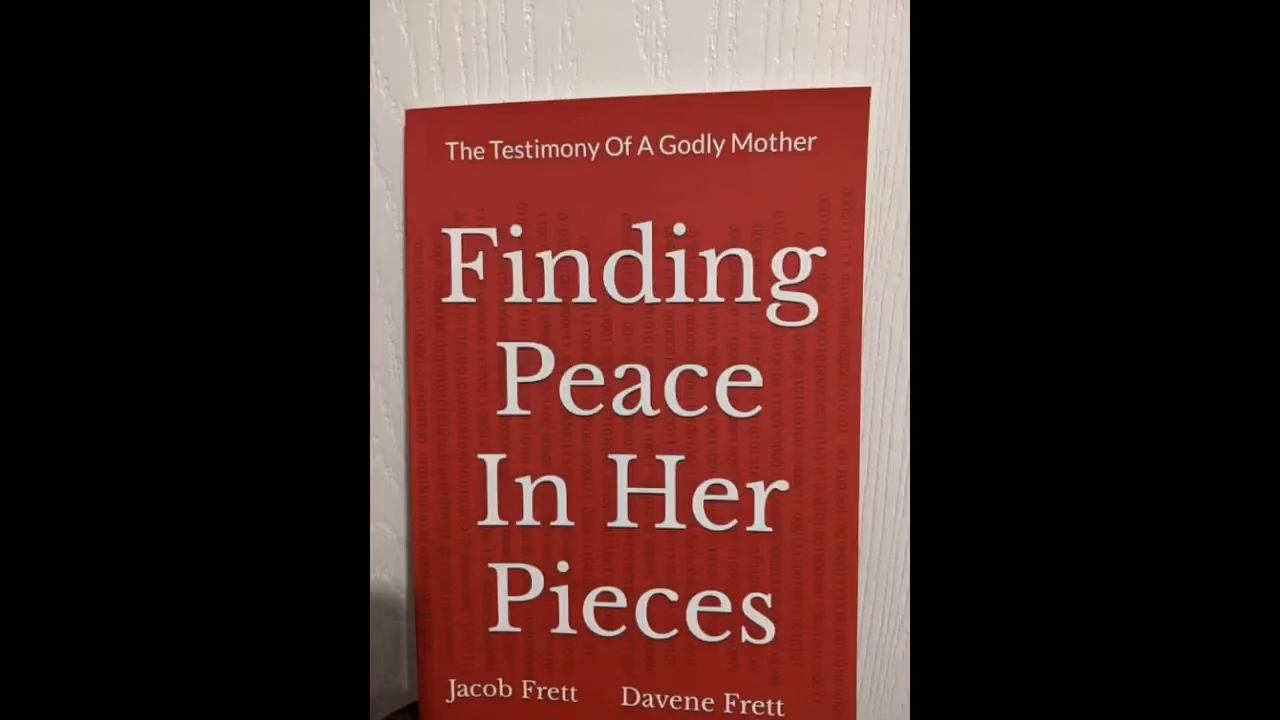 The Testimony Of A Godly Mother
Finding
Peace
In Her
Pieces
Jacob Frett Davene Frett